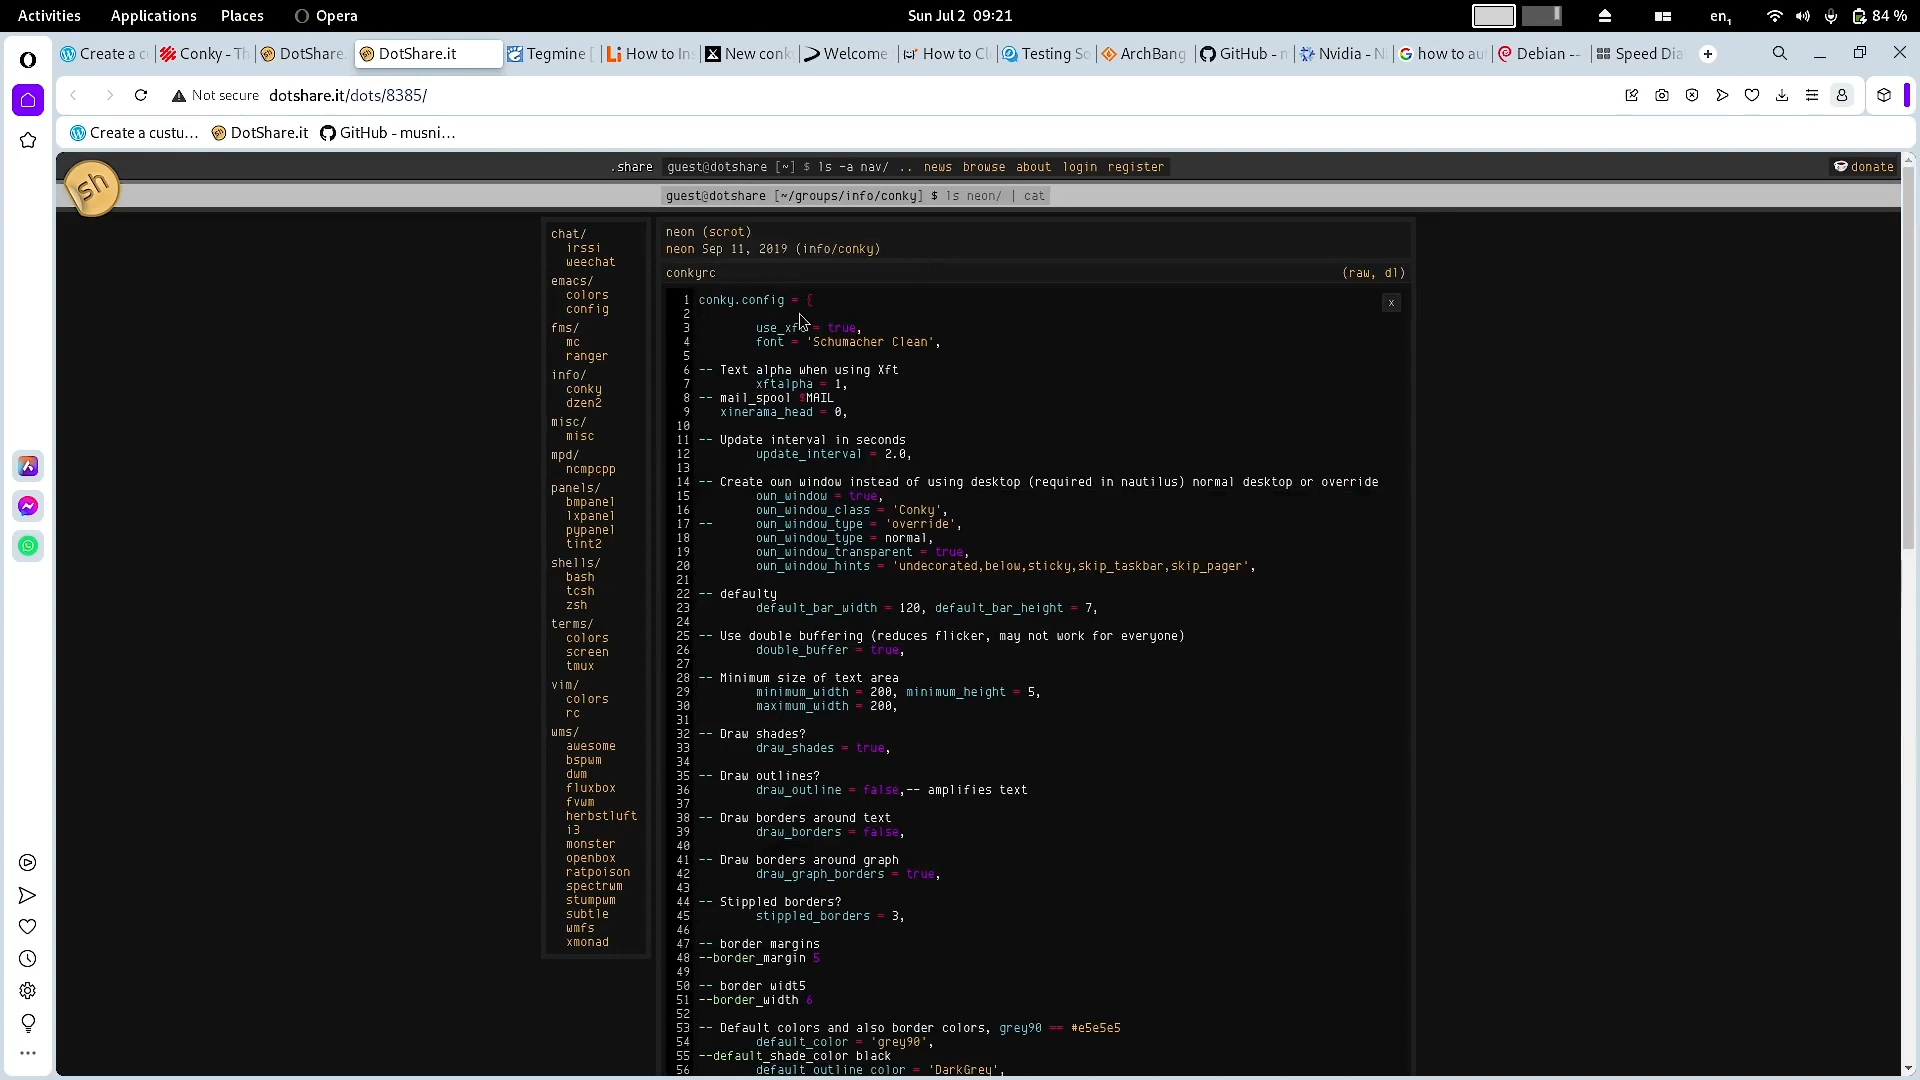 Activities Applications Places Opera Sun Jul 2 09:21 en1 84 %
Create a c Conky - Th DotShare. DotShare.it Tegmine [ How to Ins New conk Welcome How to Cl Testing So ArchBang GitHub - m Nvidia - Ni how to au Debian -- Speed Dia
Not secure dotshare.it/dots/8385/
Create a custu... DotShare.it GitHub - musni...
sh
.share guest@dotshare [~] $ ls -a nav/ .. news browse about login register donate
guest@dotshare [~/groups/info/conky] $ ls neon/ | cat
chat/
irssi
weechat
emacs/
colors
config
fms/
mc
ranger
info/
conky
dzen2
misc/
misc
mpd/
ncmpcpp
panels/
bmpanel
lxpanel
pypanel
tint2
shells/
bash
tcsh
zsh
terms/
colors
screen
tmux
vim/
colors
rc
wms/
awesome
bspwm
dwm
fluxbox
fvwm
herbstluft
i3
monster
openbox
ratpoison
spectrwm
stumpwm
subtle
wmfs
xmonad
neon (scrot)
neon Sep 11, 2019 (info/conky)
conkyrc (raw, dl)
x
1 conky.config = {
2
3 = true,
4 font = 'Schumacher Clean',
5
6 -- Text alpha when using Xft
7 xftalpha = 1,
8 -- mail_spool $MAIL
9 xinerama_head = 0,
10
11 -- Update interval in seconds
12 update_interval = 2.0,
13
14 -- Create own window instead of using desktop (required in nautilus) normal desktop or override
15 own_window = true,
16 own_window_class = 'Conky',
17 -- own_window_type = 'override',
18 own_window_type = normal,
19 own_window_transparent = true,
20 own_window_hints = 'undecorated,below,sticky,skip_taskbar,skip_pager',
21
22 -- defaulty
23 default_bar_width = 120, default_bar_height = 7,
24
25 -- Use double buffering (reduces flicker, may not work for everyone)
26 double_buffer = true,
27
28 -- Minimum size of text area
29 minimum_width = 200, minimum_height = 5,
30 maximum_width = 200,
31
32 -- Draw shades?
33 draw_shades = true,
34
35 -- Draw outlines?
36 draw_outline = false,-- amplifies text
37
38 -- Draw borders around text
39 draw_borders = false,
40
41 -- Draw borders around graph
42 draw_graph_borders = true,
43
44 -- Stippled borders?
45 stippled_borders = 3,
46
47 -- border margins
48 --border_margin 5
49
50 -- border widt5
51 --border_width 6
52
53 -- Default colors and also border colors, grey90 == #e5e5e5
54 default_color = 'grey90',
55 --default_shade_color black
56 default_outline_color = 'DarkGrey',